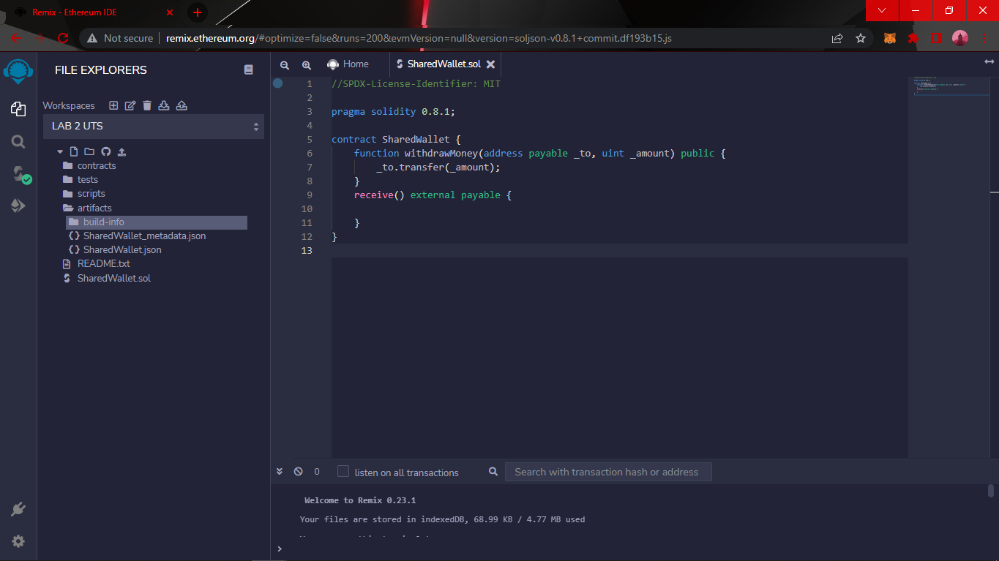 Remix - Ethereum IDE
Not secure
remix.ethereum.org/#optimize=false&runs=200&evmVersion=null&version=soljson-v0.8.1+commit.df193b15.js
FILE EXPLORERS
Workspaces
LAB 2 UTS
contracts
tests
scripts
artifacts
build-info
SharedWallet_metadata.json
SharedWallet.json
README.txt
SharedWallet.sol
Home
SharedWallet.sol
1 //SPDX-License-Identifier: MIT
2
3 pragma solidity 0.8.1;
4
5 contract SharedWallet {
6 function withdrawMoney(address payable _to, uint _amount) public {
7 _to.transfer(_amount);
8 }
9 receive() external payable {
10
11 }
12 }
13
0
listen on all transactions
Search with transaction hash or address
Welcome to Remix 0.23.1
Your files are stored in indexedDB, 68.99 KB / 4.77 MB used
>